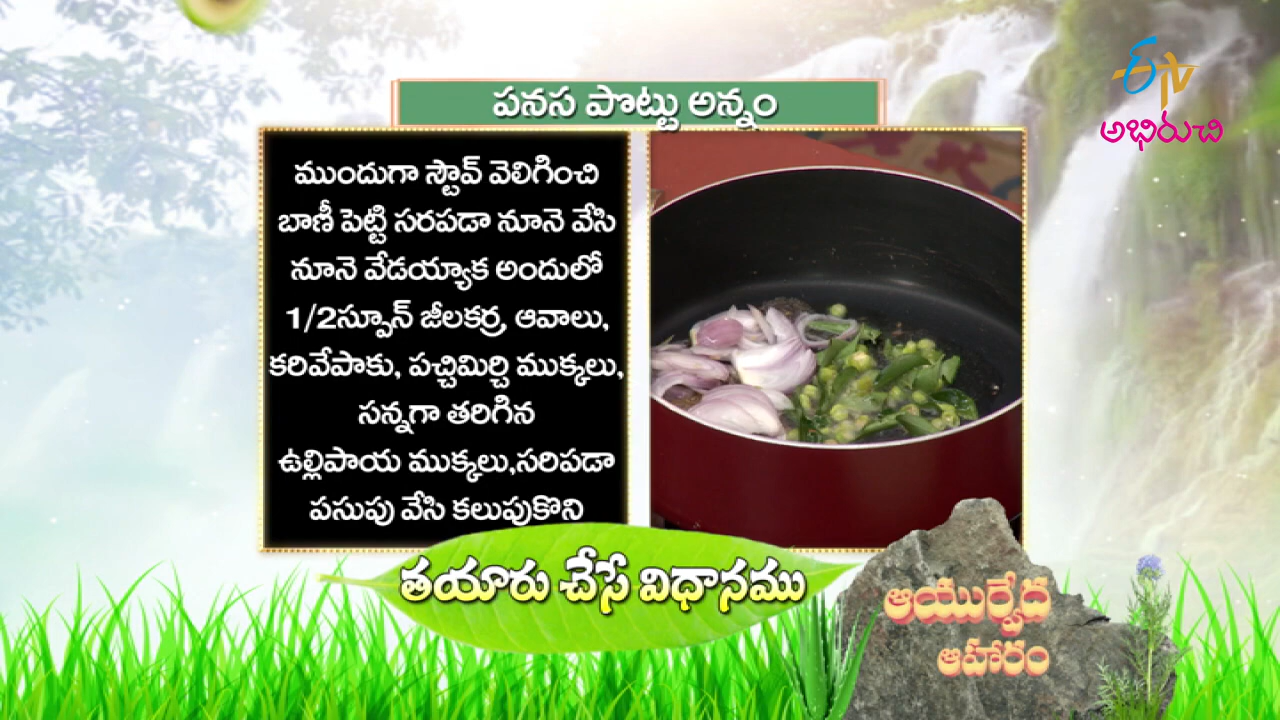 ETV
అభిరుచి
పనస పొట్టు అన్నం
ముందుగా స్టౌవ్ వెలిగించి
బాణీ పెట్టి సరపడా నూనె వేసి
నూనె వేడయ్యాక అందులో
1/2స్పూన్ జీలకర్ర, ఆవాలు,
కరివేపాకు, పచ్చిమిర్చి ముక్కలు,
సన్నగా తరిగిన
ఉల్లిపాయ ముక్కలు,సరిపడా
పసుపు వేసి కలుపుకొని
తయారు చేసే విధానము
ఆయుర్వేద
ఆహారం